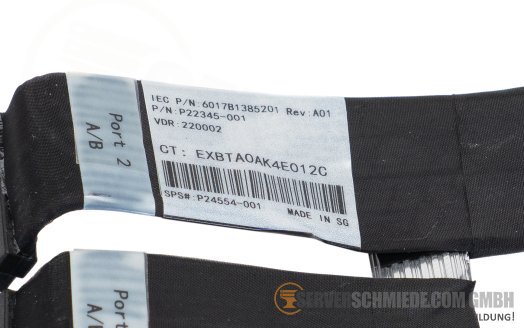 IEC P/N:6017B1385201 Rev:A01
P/N:P22345-001
VDR:220002
CT: EXBTA0AK4E012C
SPS#:P24554-001
MADE IN SG
Port 2
A/B
Port
A/
SERVERSCHMIEDE.COM GMBH